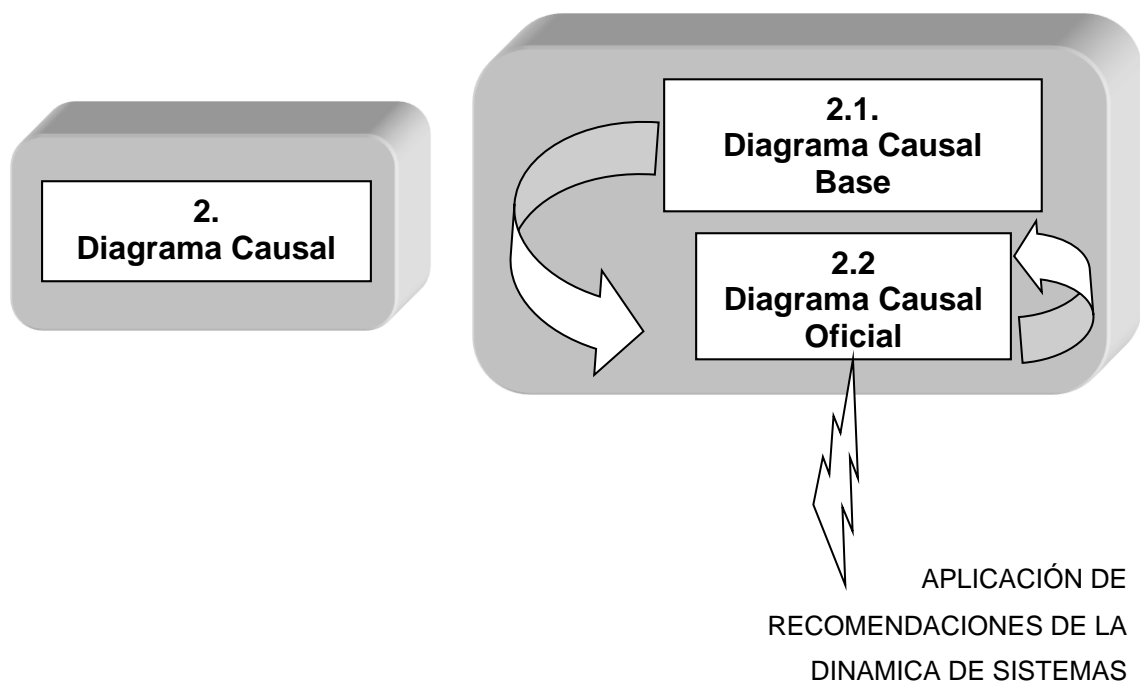 2.
Diagrama Causal
2.1.
Diagrama Causal
Base
2.2
Diagrama Causal
Oficial
APLICACIÓN DE
RECOMENDACIONES DE LA
DINAMICA DE SISTEMAS